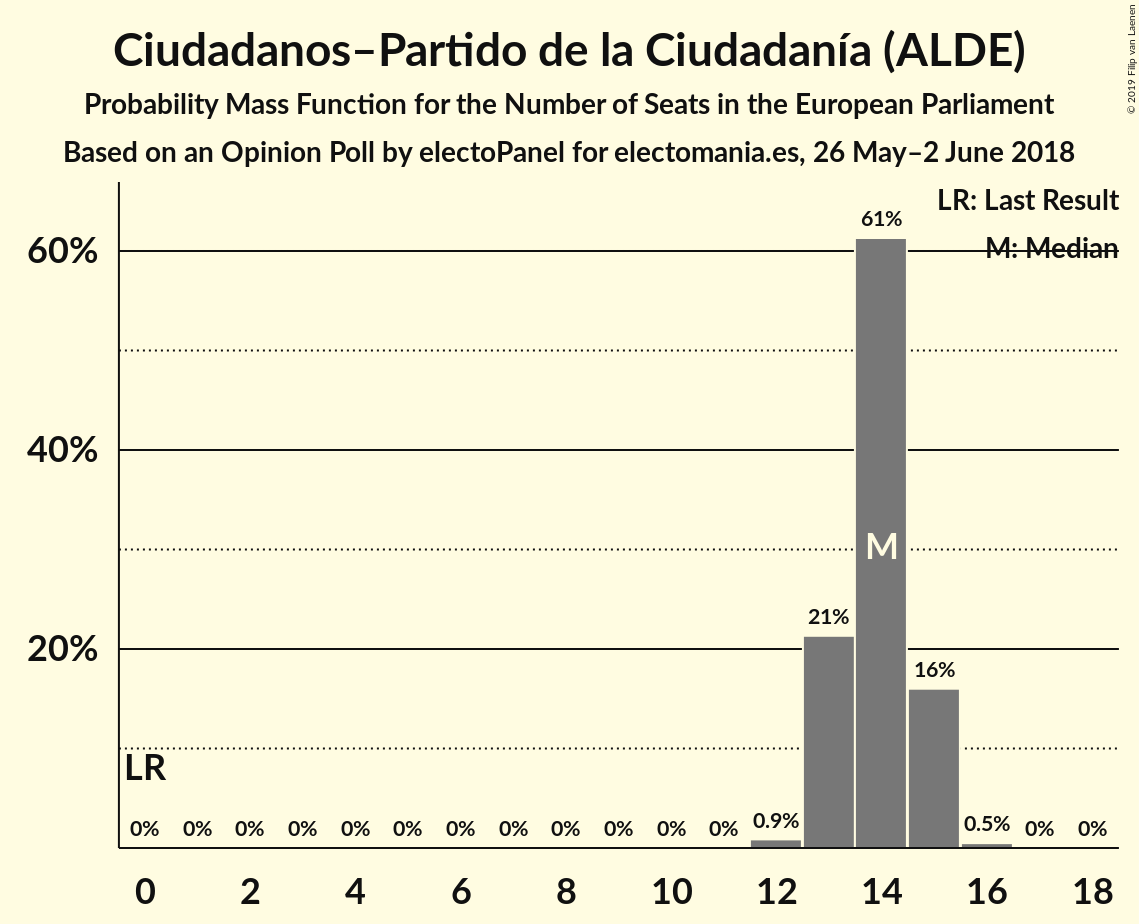 Ciudadanos–Partido de la Ciudadanía (ALDE)
Probability Mass Function for the Number of Seats in the European Parliament
Based on an Opinion Poll by electoPanel for electomania.es, 26 May–2 June 2018
© 2019 Filip van Laenen
LR: Last Result
M: Median
61%
60%
40%
M
21%
20%
16%
LR
0% 0% 0% 0% 0% 0% 0% 0% 0% 0% 0% 0% 0.9% 0.5% 0% 0%
0 2 4 6 8 10 12 14 16 18